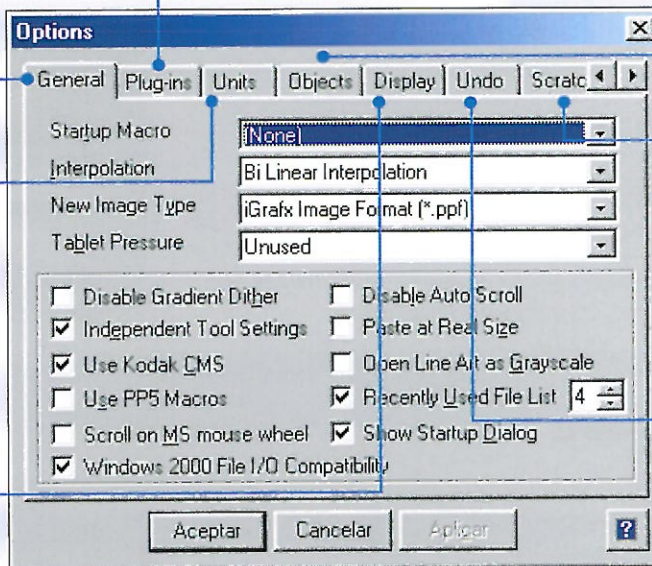 Options
General Plug-ins Units Objects Display Undo Scratc
Startup Macro (None)
Interpolation Bi Linear Interpolation
New Image Type iGrafx Image Format (*.ppf)
Tablet Pressure Unused
Disable Gradient Dither Disable Auto Scroll
Independent Tool Settings Paste at Real Size
Use Kodak CMS Open Line Art as Grayscale
Use PP5 Macros Recently Used File List 4
Scroll on MS mouse wheel Show Startup Dialog
Windows 2000 File I/O Compatibility
Aceptar Cancelar Aplicar ?